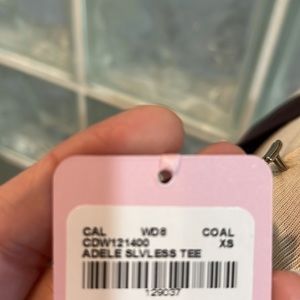 CAL WD8 COAL
CDW121400 XS
ADELE SLVLESS TEE
129037